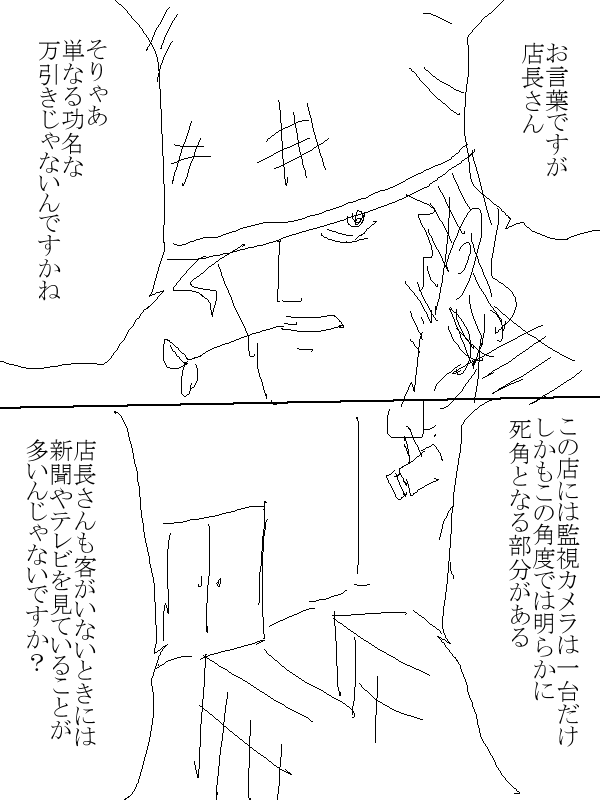 お言葉ですが
店長さん
そりゃあ
単なる功名な
万引きじゃないんですかね
この店には監視カメラは一台だけ
しかもこの角度では明らかに
死角となる部分がある
店長さんも客がいないときには
新聞やテレビを見ていることが
多いんじゃないですか？